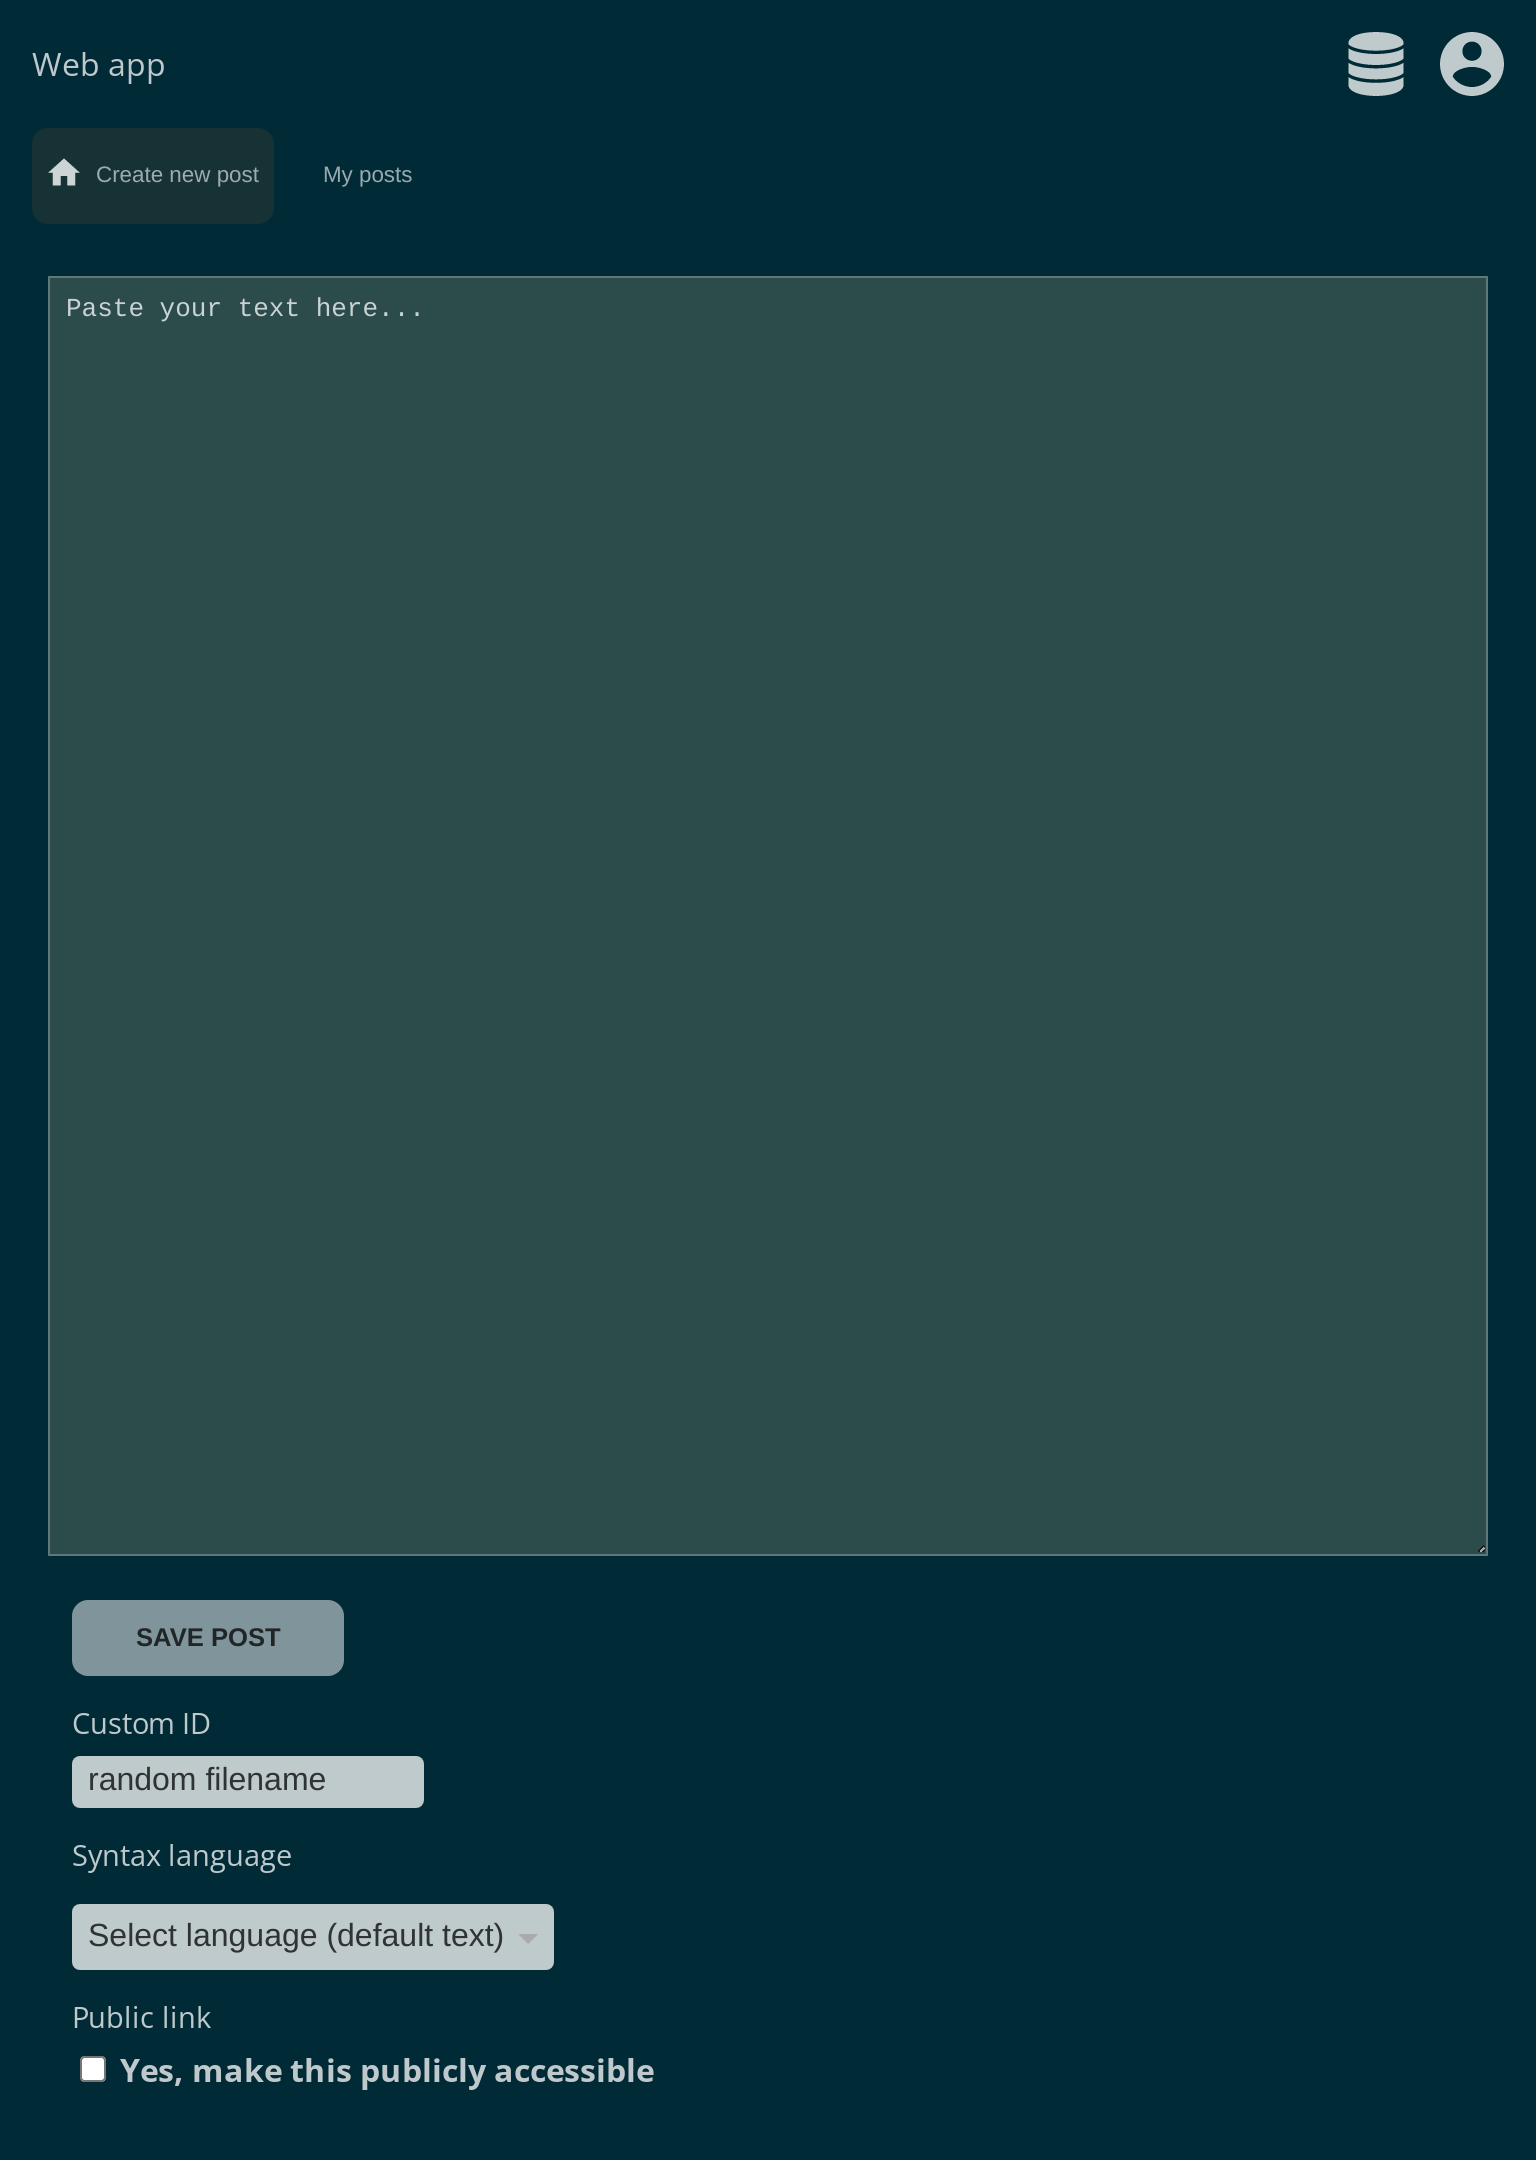 Web app
Create new post
My posts
Paste your text here...
SAVE POST
Custom ID
random filename
Syntax language
Select language (default text)
Public link
Yes, make this publicly accessible